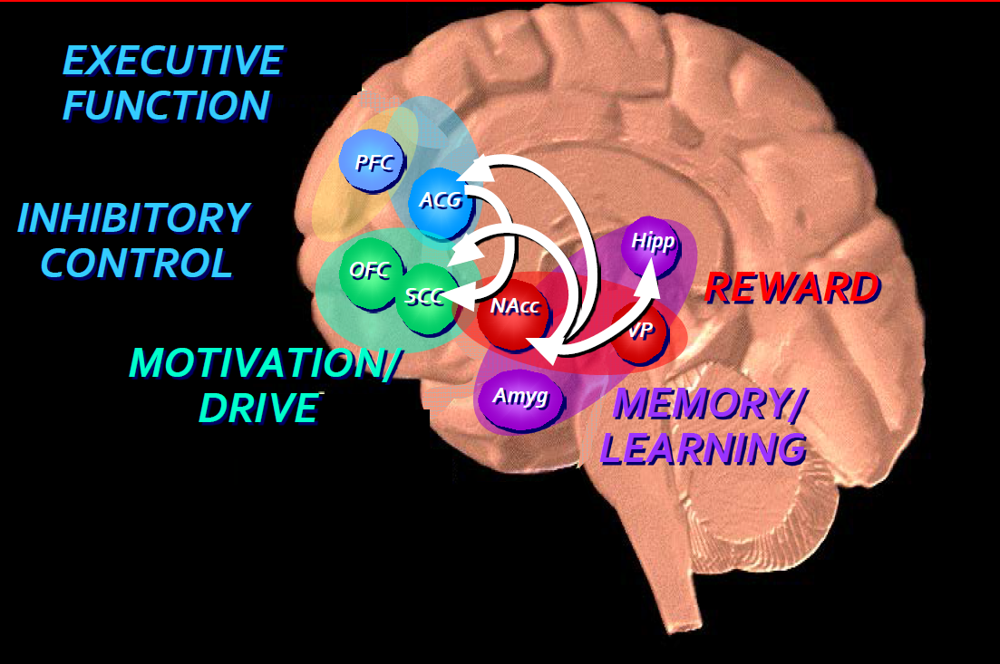 EXECUTIVE
FUNCTION
PFC
ACG
INHIBITORY
CONTROL
Hipp
OFC
SCC
NAcc
REWARD
VP
MOTIVATION/
DRIVE
Amyg
MEMORY/
LEARNING